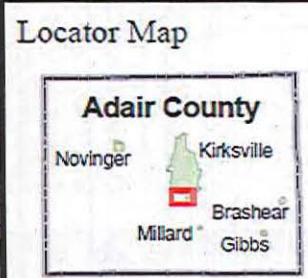 Locator Map
Adair County
Novinger
Kirksville
Brashear
Millard
Gibbs